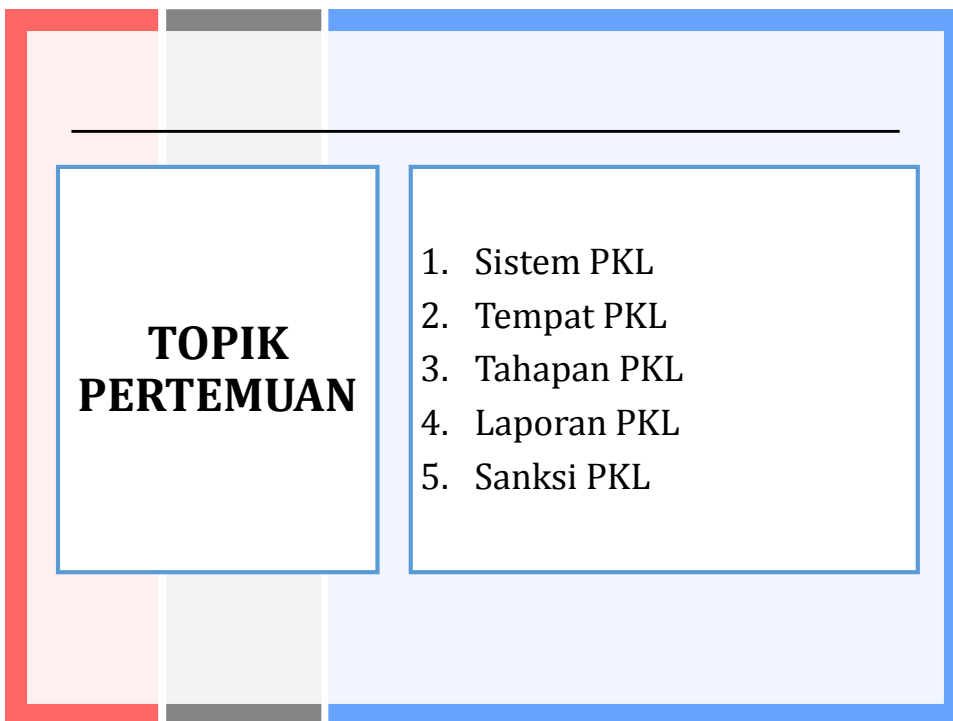 TOPIK
PERTEMUAN
1. Sistem PKL
2. Tempat PKL
3. Tahapan PKL
4. Laporan PKL
5. Sanksi PKL